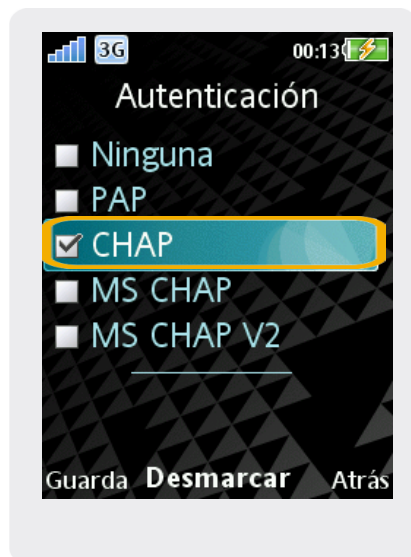 3G 00:13
Autenticación
Ninguna
PAP
CHAP
MS CHAP
MS CHAP V2
Guarda Desmarcar Atrás